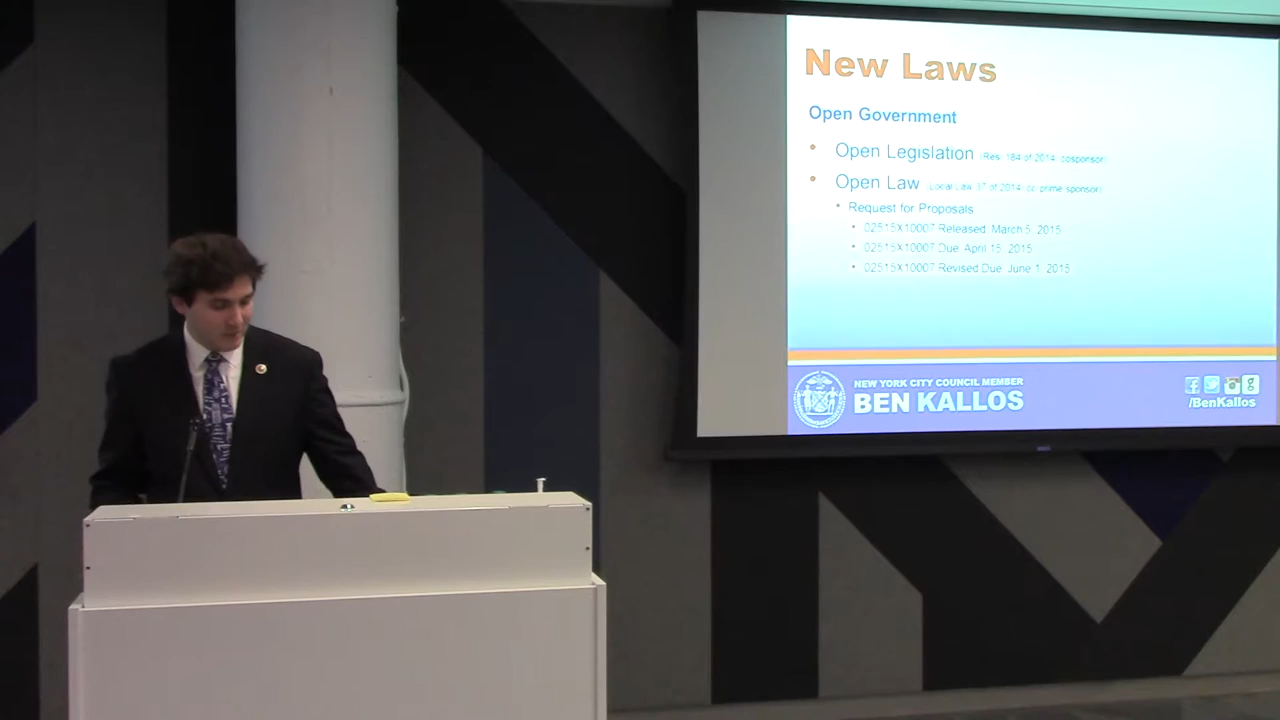 New Laws
Open Government
• Open Legislation (Res. 184 of 2014, cosponsor)
• Open Law (Local Law 37 of 2014, co prime sponsor)
• Request for Proposals
• 02515X10007 Released: March 5, 2015
• 02515X10007 Due: April 15, 2015
• 02515X10007 Revised Due: June 1, 2015
NEW YORK CITY COUNCIL MEMBER
BEN KALLOS
/BenKallos